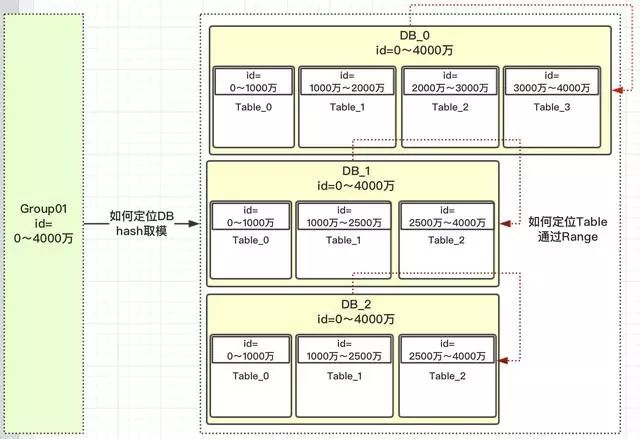 DB_0
id=0～4000万
id=
0～1000万
Table_0
id=
1000万～2000万
Table_1
id=
2000万～3000万
Table_2
id=
3000万～4000万
Table_3
Group01
id=
0～4000万
如何定位DB
hash取模
DB_1
id=0～4000万
id=
0～1000万
Table_0
id=
1000万～2500万
Table_1
id=
2500万～4000万
Table_2
如何定位Table
通过Range
DB_2
id=0～4000万
id=
0～1000万
Table_0
id=
1000万～2500万
Table_1
id=
2500万～4000万
Table_2